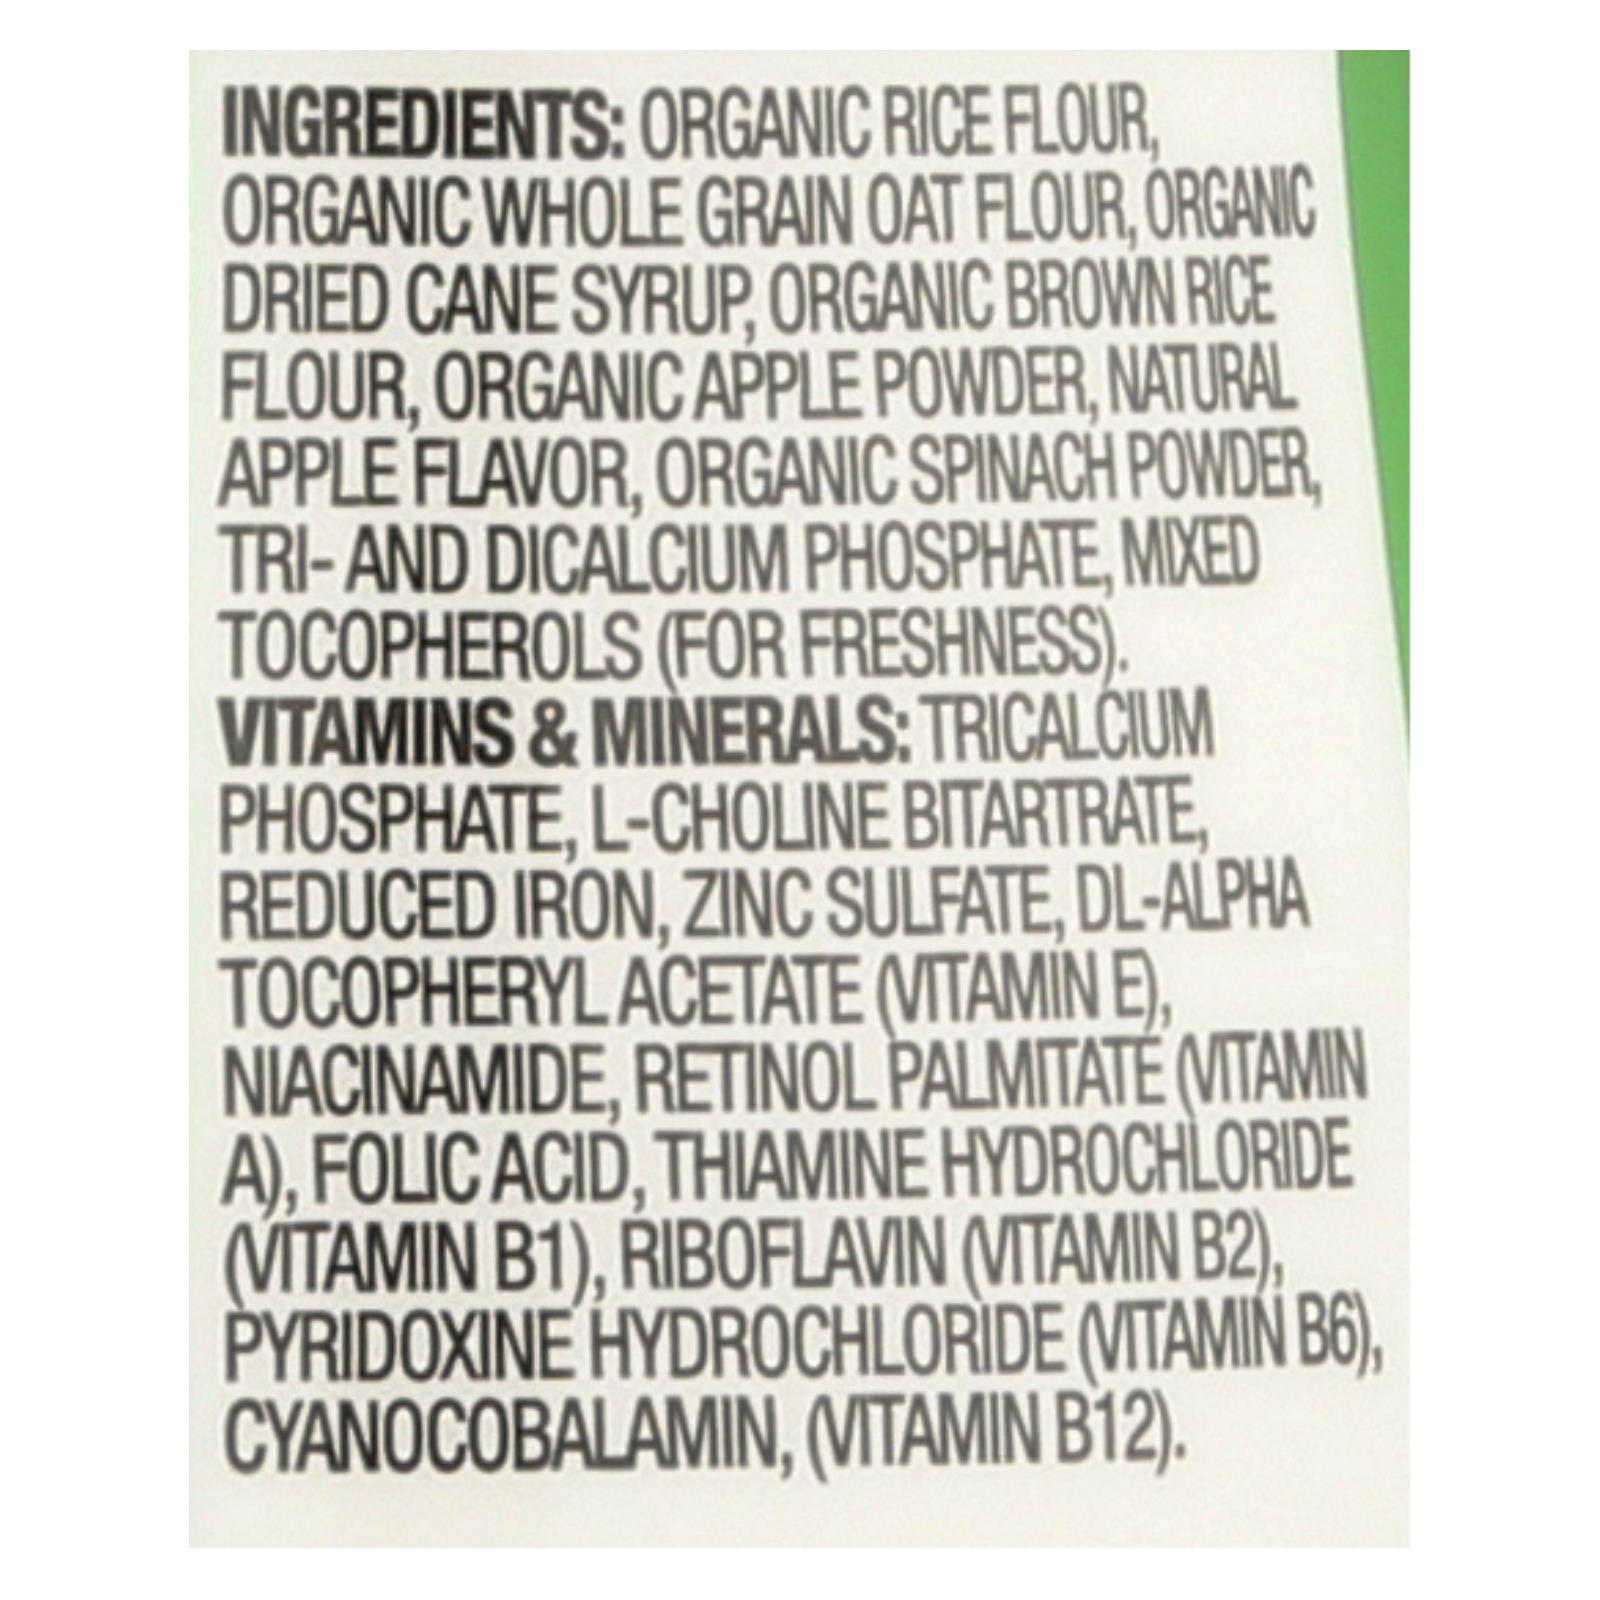 INGREDIENTS: ORGANIC RICE FLOUR,
ORGANIC WHOLE GRAIN OAT FLOUR, ORGANIC
DRIED CANE SYRUP, ORGANIC BROWN RICE
FLOUR, ORGANIC APPLE POWDER, NATURAL
APPLE FLAVOR, ORGANIC SPINACH POWDER,
TRI- AND DICALCIUM PHOSPHATE, MIXED
TOCOPHEROLS (FOR FRESHNESS).
VITAMINS & MINERALS: TRICALCIUM
PHOSPHATE, L-CHOLINE BITARTRATE,
REDUCED IRON, ZINC SULFATE, DL-ALPHA
TOCOPHERYL ACETATE (VITAMIN E),
NIACINAMIDE, RETINOL PALMITATE (VITAMIN
A), FOLIC ACID, THIAMINE HYDROCHLORIDE
(VITAMIN B1), RIBOFLAVIN (VITAMIN B2),
PYRIDOXINE HYDROCHLORIDE (VITAMIN B6),
CYANOCOBALAMIN, (VITAMIN B12).